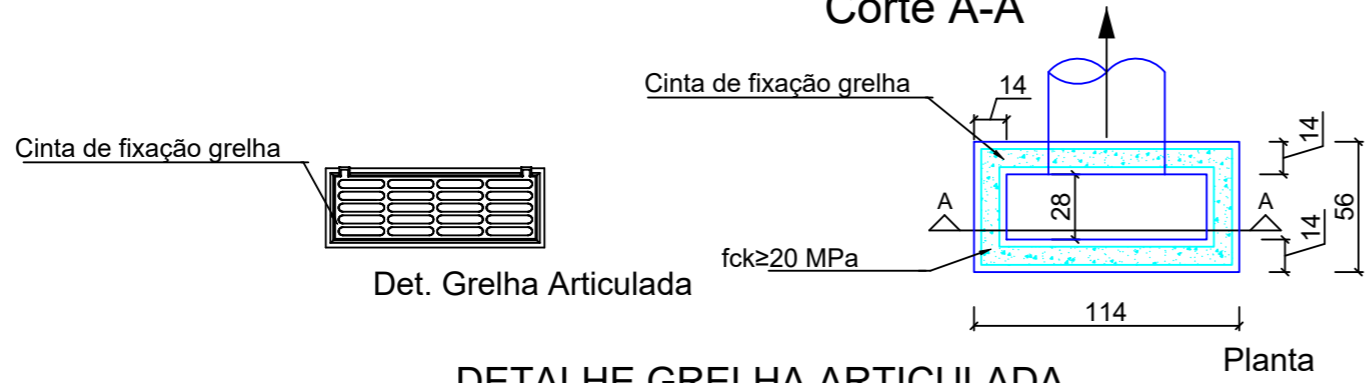 Corte A-A
Cinta de fixação grelha
14
Cinta de fixação grelha
14
A
28
A
56
14
fck≥20 MPa
Det. Grelha Articulada
114
Planta
DETALHE GRELHA ARTICULADA